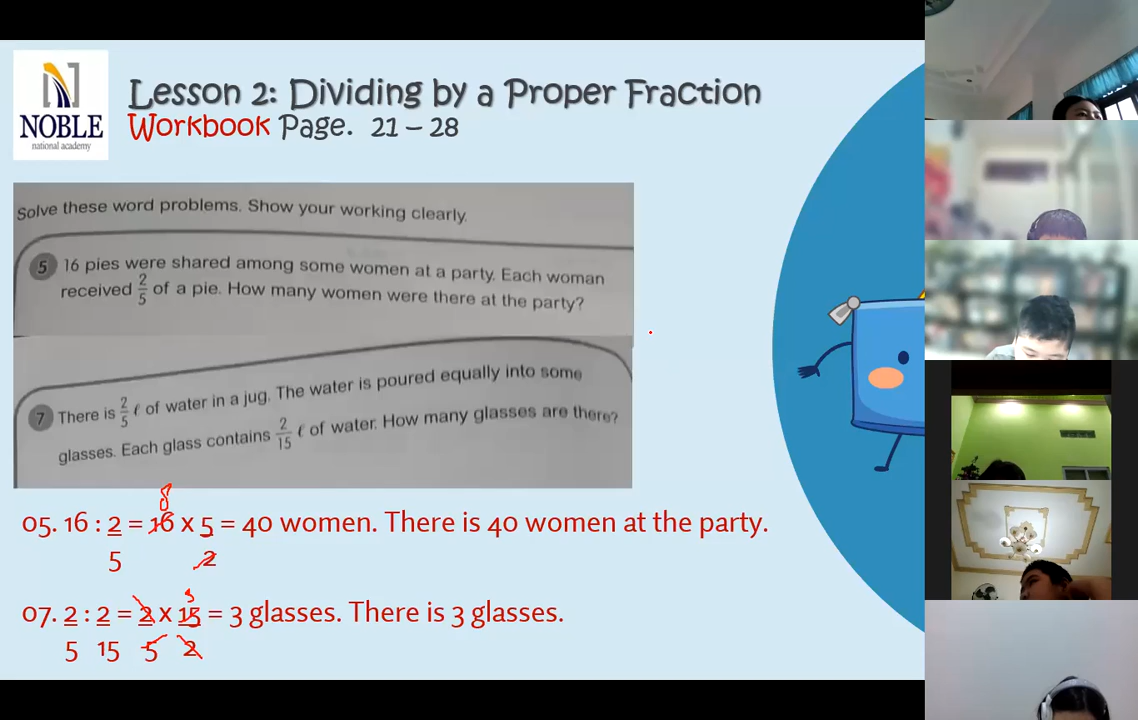 NOBLE
national academy
Lesson 2: Dividing by a Proper Fraction
Workbook Page. 21 – 28
Solve these word problems. Show your working clearly.
5 16 pies were shared among some women at a party. Each woman
received 2/5 of a pie. How many women were there at the party?
7 There is 2/5 ℓ of water in a jug. The water is poured equally into some
glasses. Each glass contains 2/15 ℓ of water. How many glasses are there?
8
05. 16 : 2 = 16 x 5 = 40 women. There is 40 women at the party.
5 2
3
07. 2 : 2 = 2 x 15 = 3 glasses. There is 3 glasses.
5 15 5 2